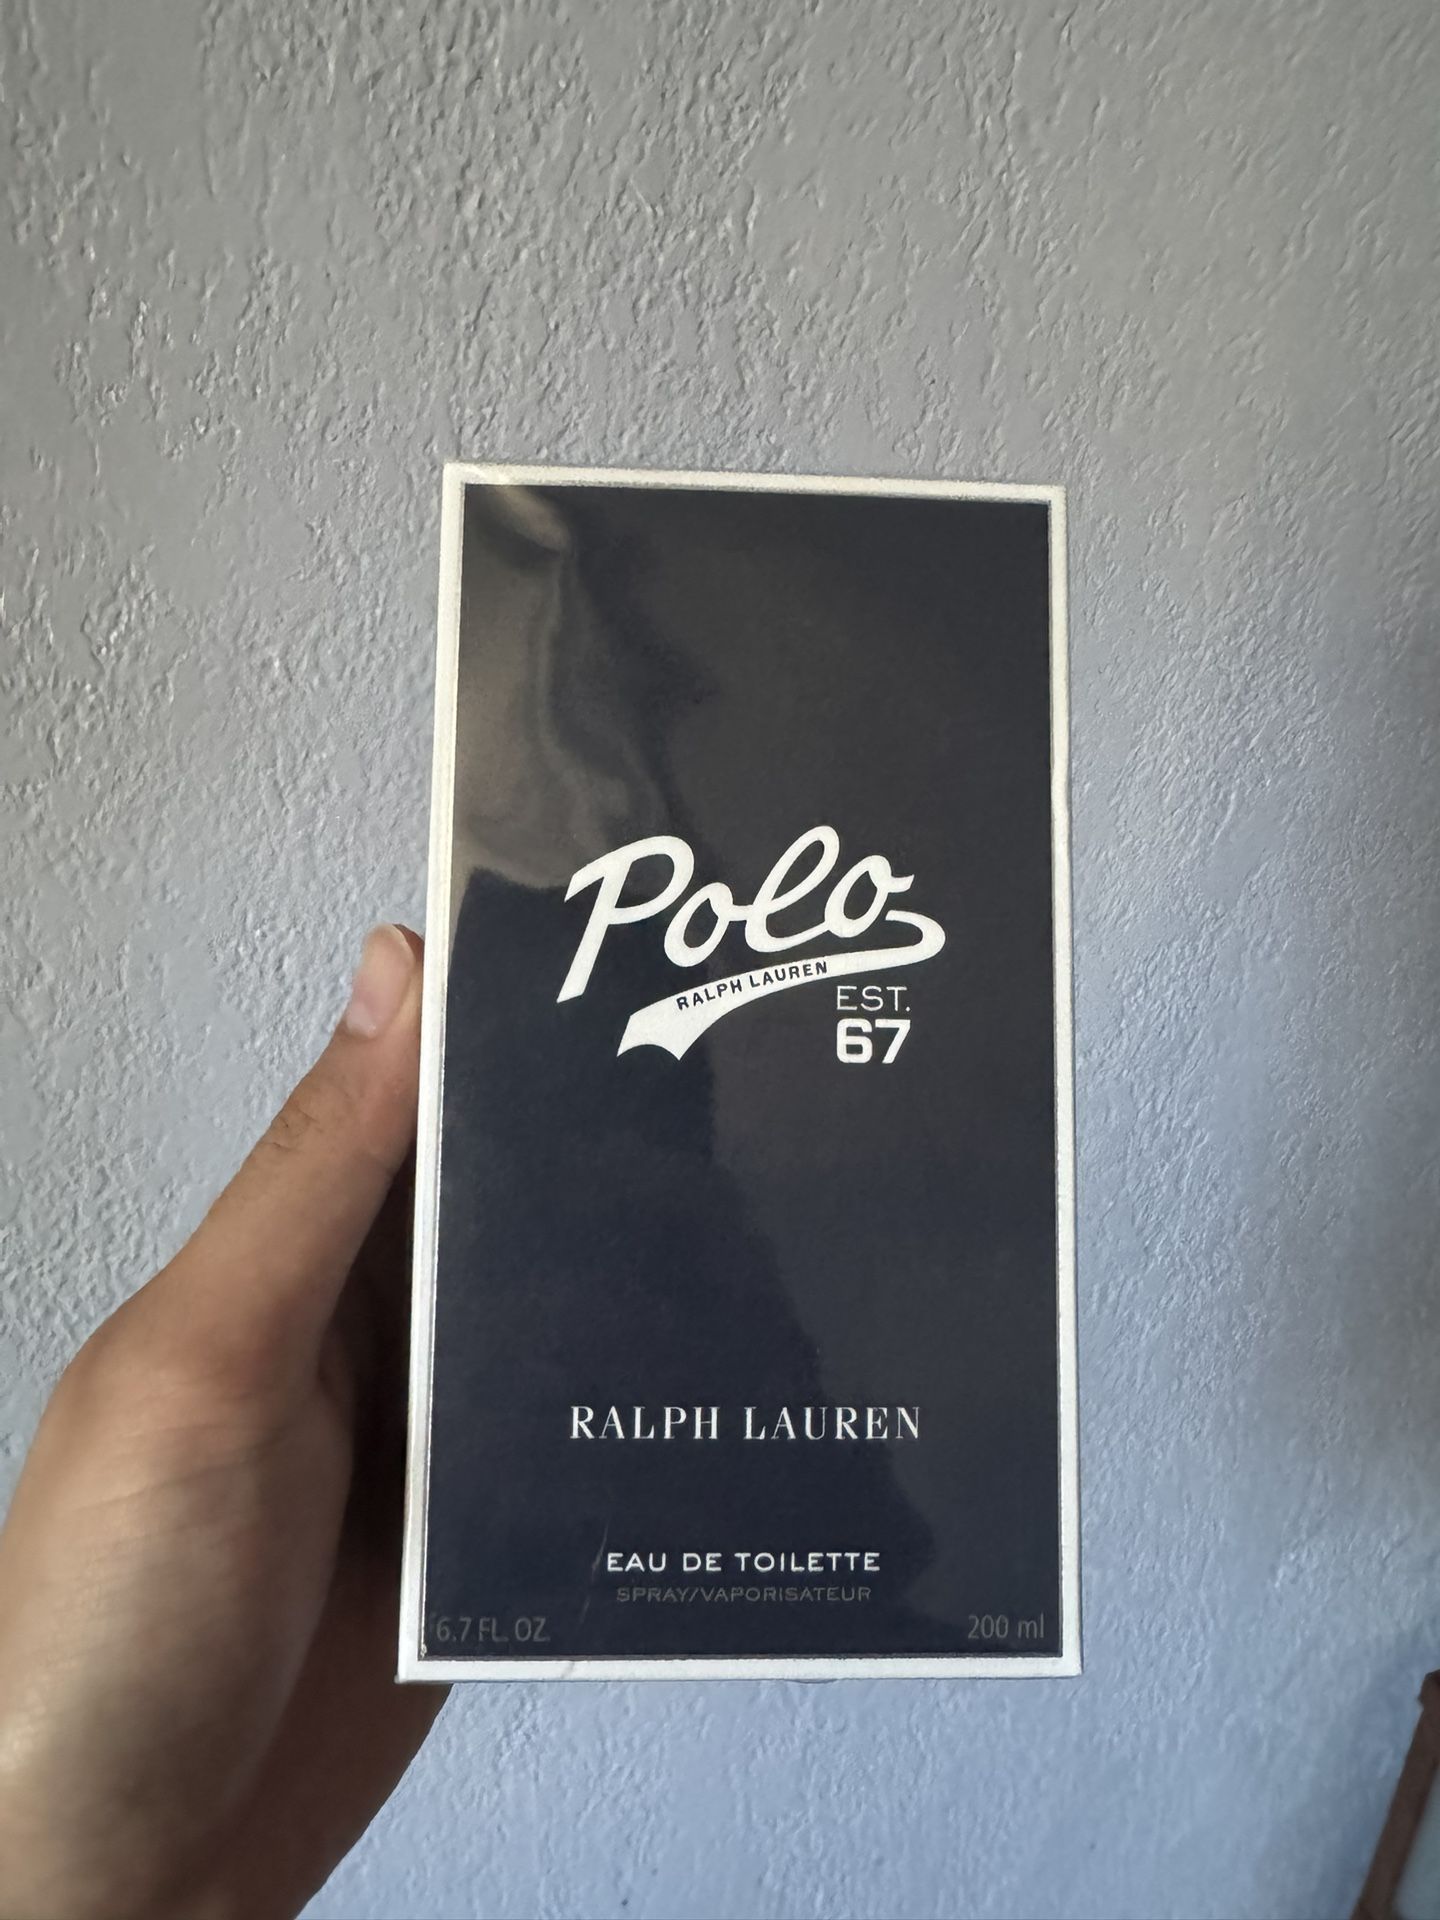 Polo
RALPH LAUREN
EST.
67
RALPH LAUREN
EAU DE TOILETTE
SPRAY/VAPORISATEUR
6.7 FL. OZ. 200 ml